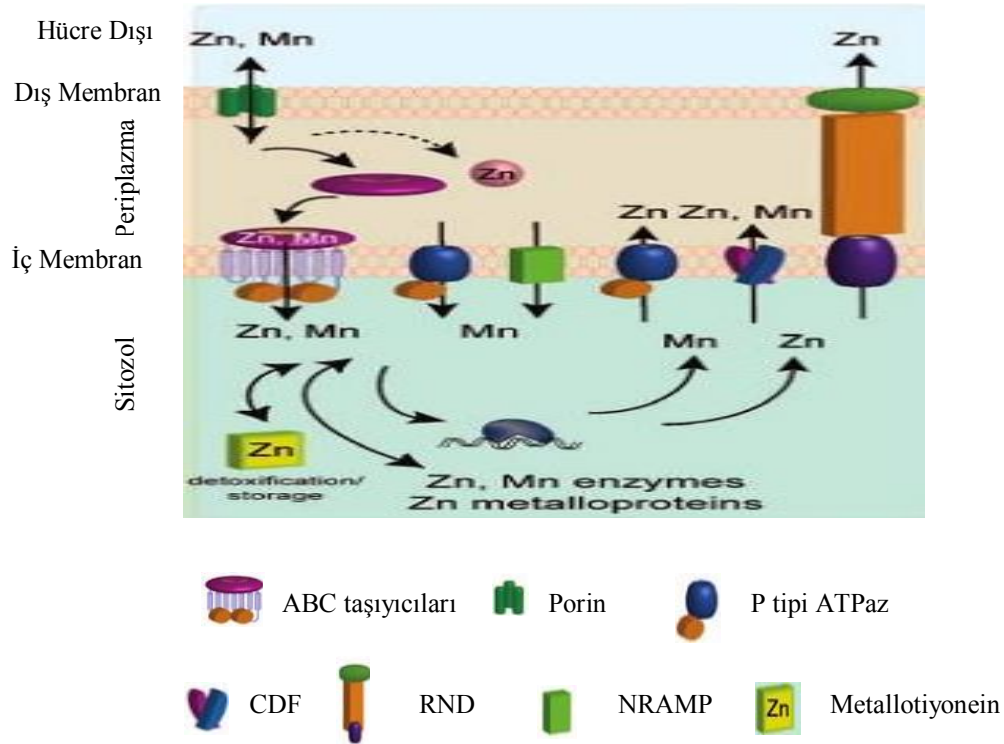 Hücre Dışı
Zn, Mn
Zn
Dış Membran
Periplazma
Zn
Zn Zn, Mn
Zn, Mn
İç Membran
Zn, Mn
Mn
Mn
Zn
Sitozol
Zn
detoxification/
storage
Zn, Mn enzymes
Zn metalloproteins
ABC taşıyıcıları
Porin
P tipi ATPaz
CDF
RND
NRAMP
Zn
Metallotiyonein